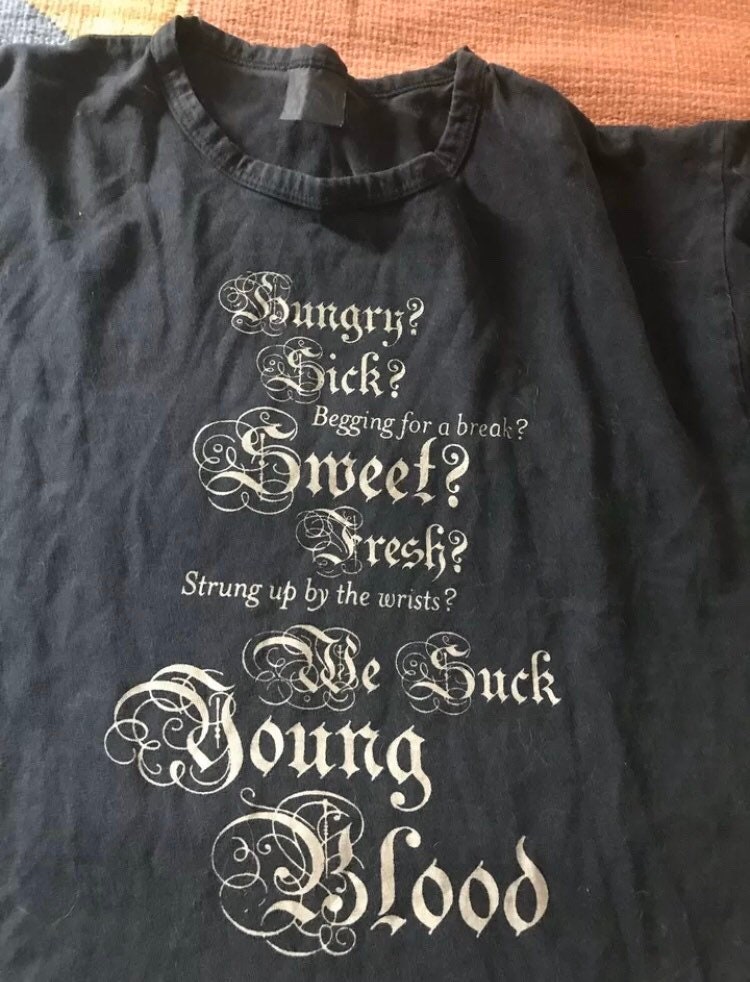 Hungry?
Sick?
Begging for a break?
Sweet?
Fresh?
Strung up by the wrists?
We Suck
Young
Blood